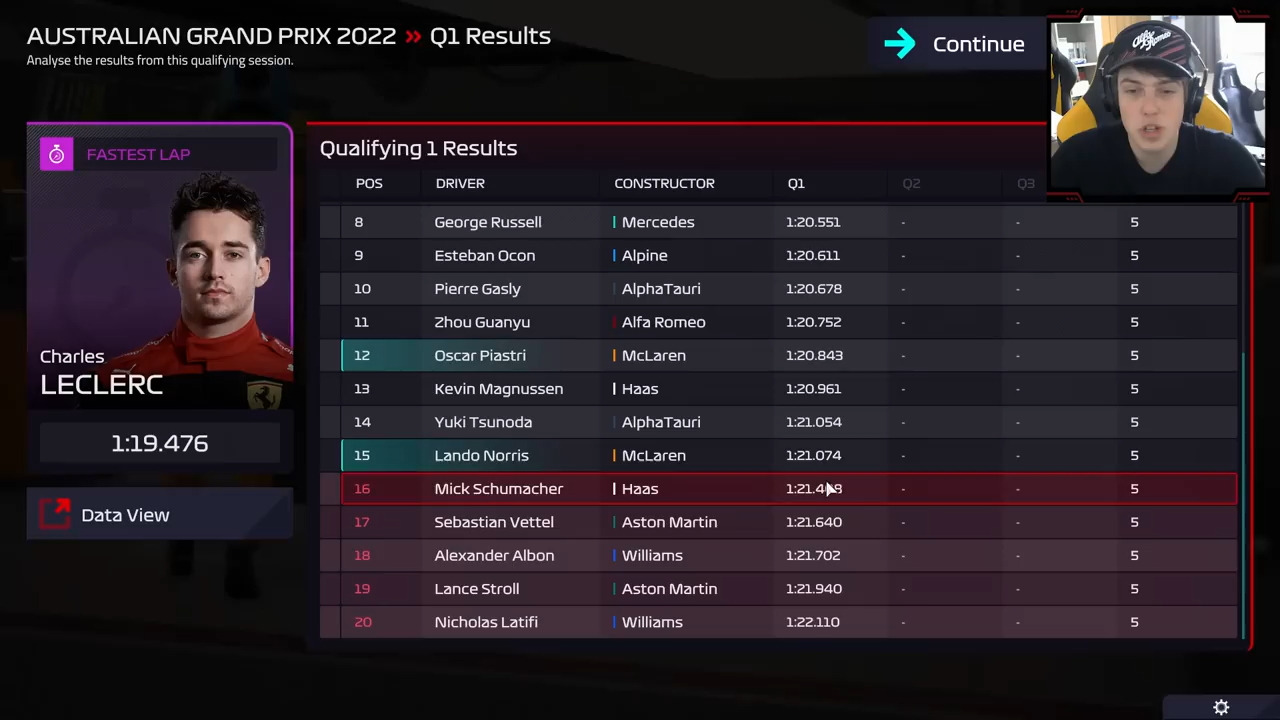 AUSTRALIAN GRAND PRIX 2022 » Q1 Results
Analyse the results from this qualifying session.
Continue
FASTEST LAP
Charles
LECLERC
1:19.476
Data View
Qualifying 1 Results
POS DRIVER CONSTRUCTOR Q1 Q2 Q3
8 George Russell Mercedes 1:20.551 - - 5
9 Esteban Ocon Alpine 1:20.611 - - 5
10 Pierre Gasly AlphaTauri 1:20.678 - - 5
11 Zhou Guanyu Alfa Romeo 1:20.752 - - 5
12 Oscar Piastri McLaren 1:20.843 - - 5
13 Kevin Magnussen Haas 1:20.961 - - 5
14 Yuki Tsunoda AlphaTauri 1:21.054 - - 5
15 Lando Norris McLaren 1:21.074 - - 5
16 Mick Schumacher Haas - - 5
17 Sebastian Vettel Aston Martin 1:21.640 - - 5
18 Alexander Albon Williams 1:21.702 - - 5
19 Lance Stroll Aston Martin 1:21.940 - - 5
20 Nicholas Latifi Williams 1:22.110 - - 5